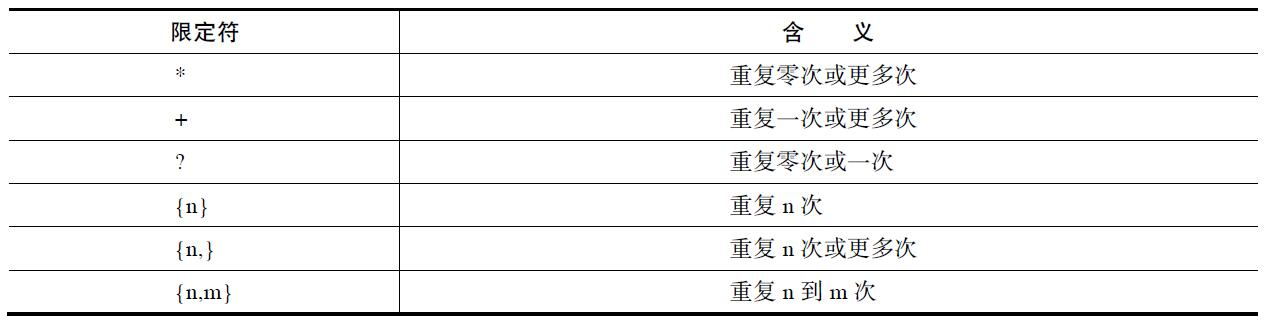 限定符 含 义
* 重复零次或更多次
+ 重复一次或更多次
? 重复零次或一次
{n} 重复 n 次
{n,} 重复 n 次或更多次
{n,m} 重复 n 到 m 次